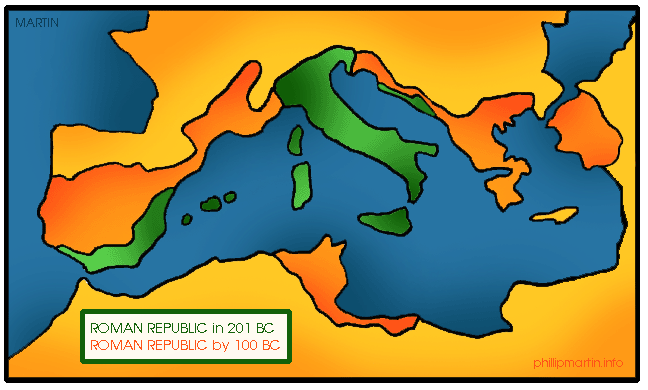 MARTIN
ROMAN REPUBLIC in 201 BC
ROMAN REPUBLIC by 100 BC
phillipmartin.info